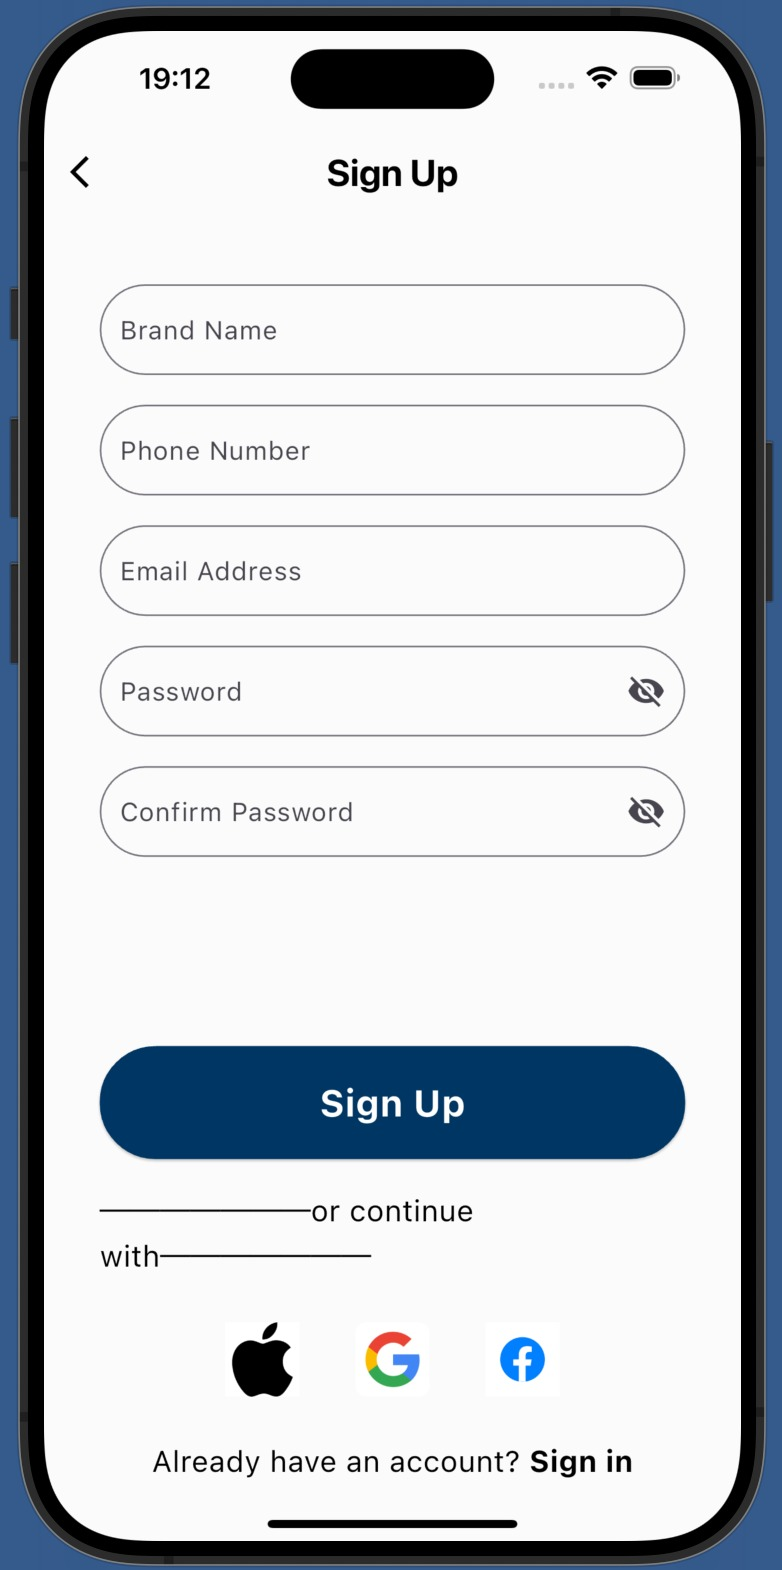 19:12
Sign Up
Brand Name
Phone Number
Email Address
Password
Confirm Password
Sign Up
———————or continue
with———————
Already have an account? Sign in